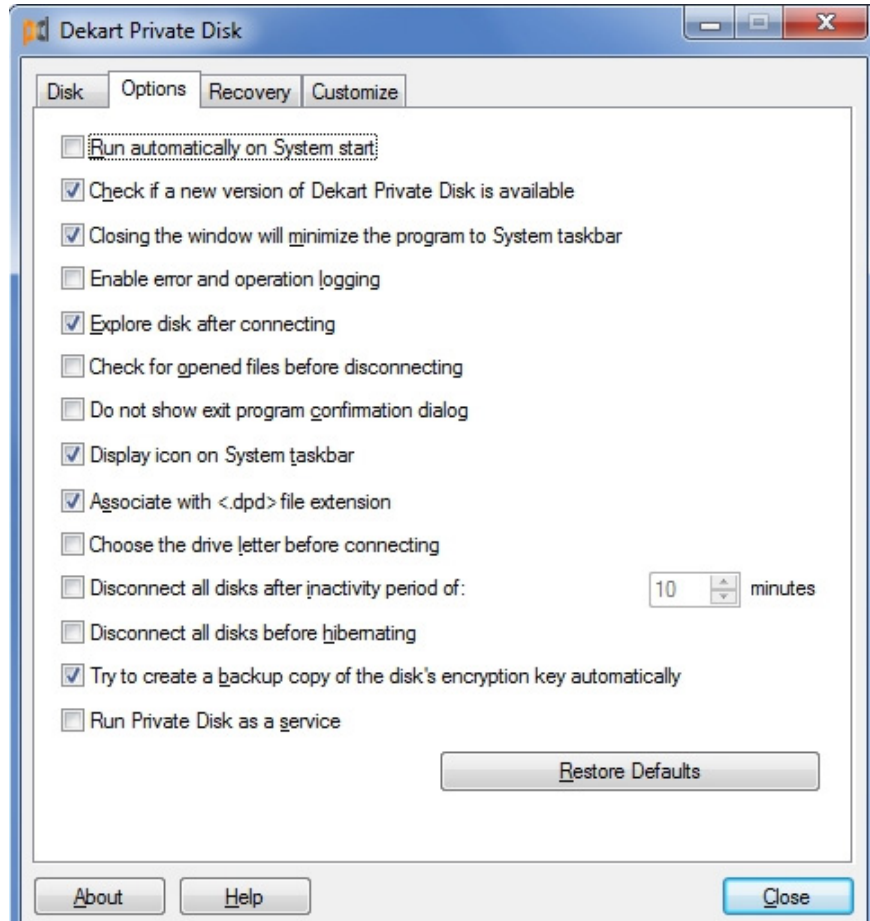 Dekart Private Disk
Disk Options Recovery Customize
Run automatically on System start
Check if a new version of Dekart Private Disk is available
Closing the window will minimize the program to System taskbar
Enable error and operation logging
Explore disk after connecting
Check for opened files before disconnecting
Do not show exit program confirmation dialog
Display icon on System taskbar
Associate with <.dpd> file extension
Choose the drive letter before connecting
Disconnect all disks after inactivity period of: 10 minutes
Disconnect all disks before hibernating
Try to create a backup copy of the disk's encryption key automatically
Run Private Disk as a service
Restore Defaults
About Help Close